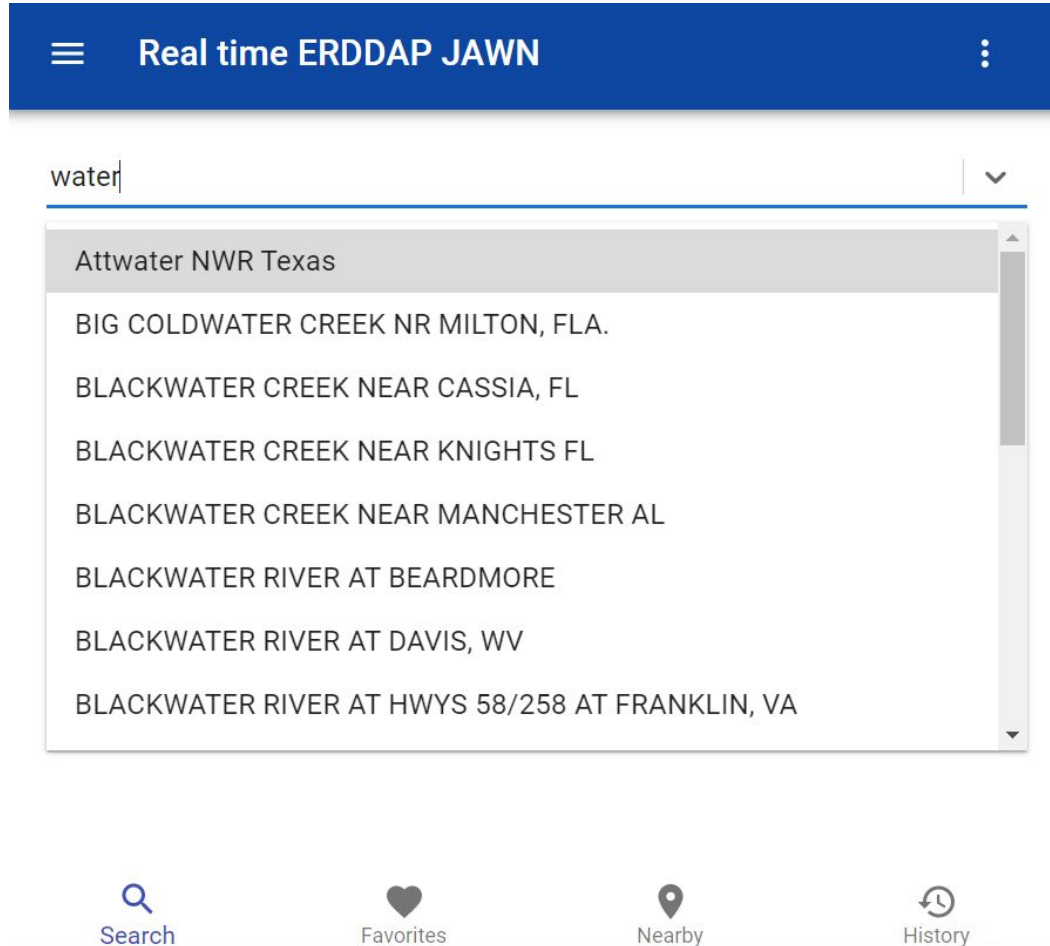 Real time ERDDAP JAWN
water
Attwater NWR Texas
BIG COLDWATER CREEK NR MILTON, FLA.
BLACKWATER CREEK NEAR CASSIA, FL
BLACKWATER CREEK NEAR KNIGHTS FL
BLACKWATER CREEK NEAR MANCHESTER AL
BLACKWATER RIVER AT BEARDMORE
BLACKWATER RIVER AT DAVIS, WV
BLACKWATER RIVER AT HWYS 58/258 AT FRANKLIN, VA
Search Favorites Nearby History